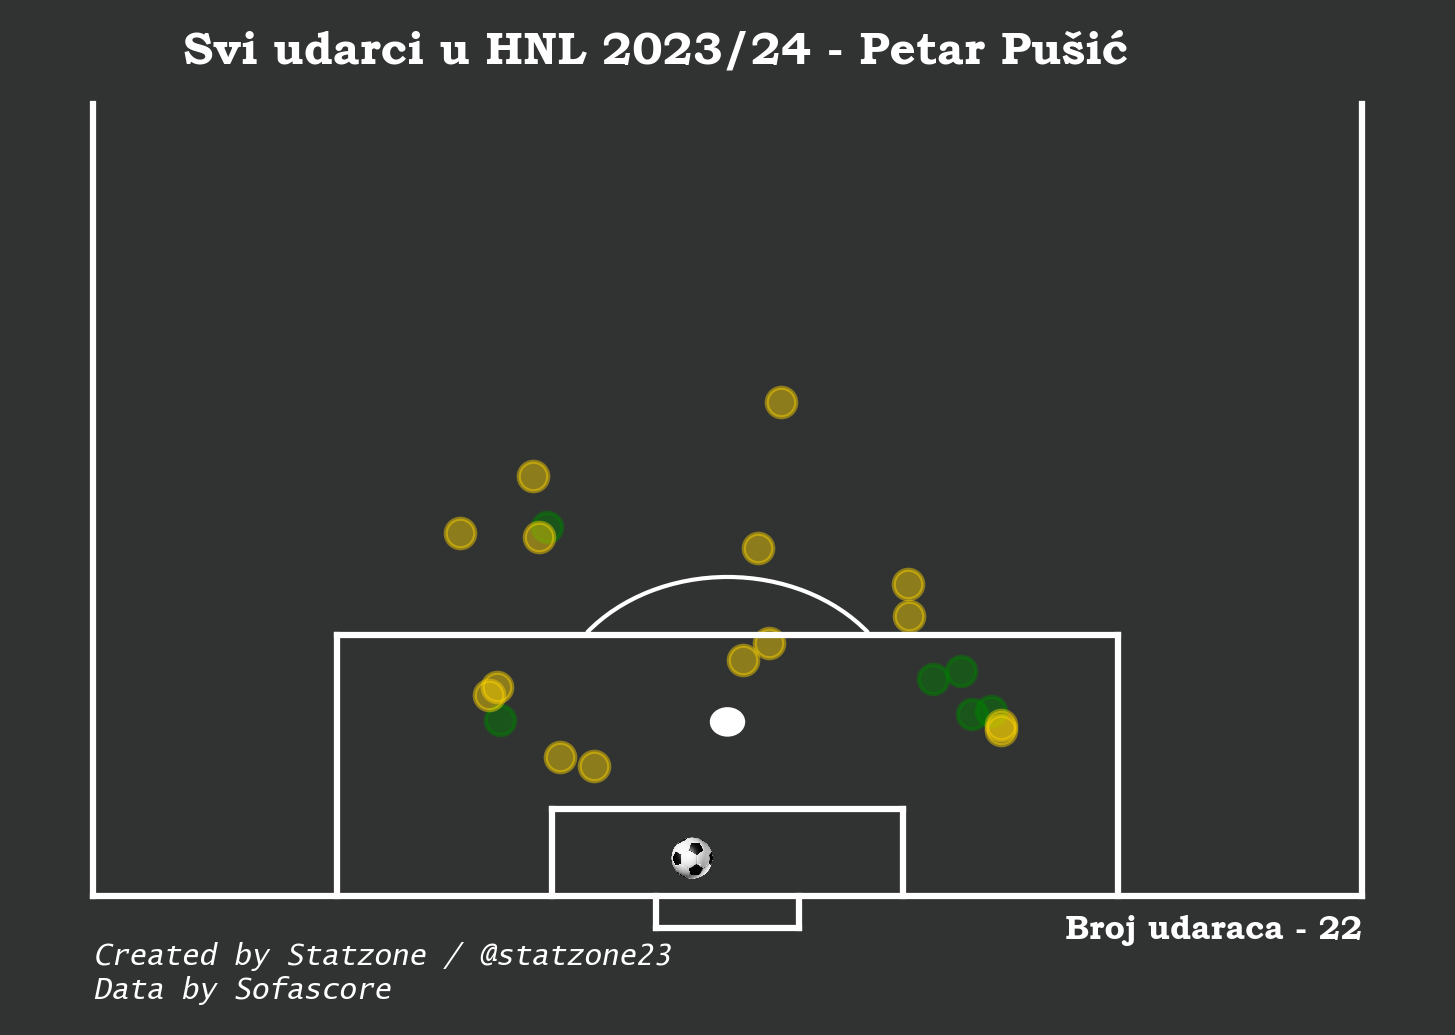 Svi udarci u HNL 2023/24 - Petar Pušić
Broj udaraca - 22
Created by Statzone / @statzone23
Data by Sofascore